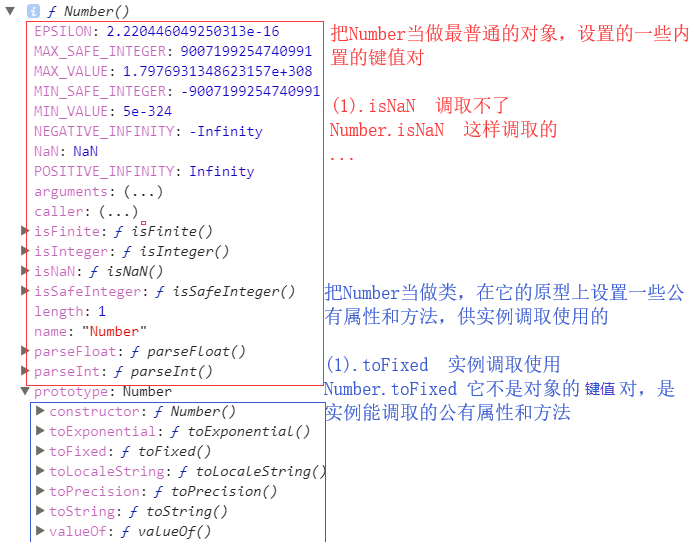 ƒ Number()
EPSILON: 2.220446049250313e-16
MAX_SAFE_INTEGER: 9007199254740991
MAX_VALUE: 1.7976931348623157e+308
MIN_SAFE_INTEGER: -9007199254740991
MIN_VALUE: 5e-324
NEGATIVE_INFINITY: -Infinity
NaN: NaN
POSITIVE_INFINITY: Infinity
arguments: (...)
caller: (...)
isFinite: ƒ isFinite()
isInteger: ƒ isInteger()
isNaN: ƒ isNaN()
isSafeInteger: ƒ isSafeInteger()
length: 1
name: "Number"
parseFloat: ƒ parseFloat()
parseInt: ƒ parseInt()
prototype: Number
constructor: ƒ Number()
toExponential: ƒ toExponential()
toFixed: ƒ toFixed()
toLocaleString: ƒ toLocaleString()
toPrecision: ƒ toPrecision()
toString: ƒ toString()
valueOf: ƒ valueOf()
把Number当做最普通的对象，设置的一些内
置的键值对
(1).isNaN 调取不了
Number.isNaN 这样调取的
...
把Number当做类，在它的原型上设置一些公
有属性和方法，供实例调取使用的
(1).toFixed 实例调取使用
Number.toFixed 它不是对象的 键值 对，是
实例能调取的公有属性和方法